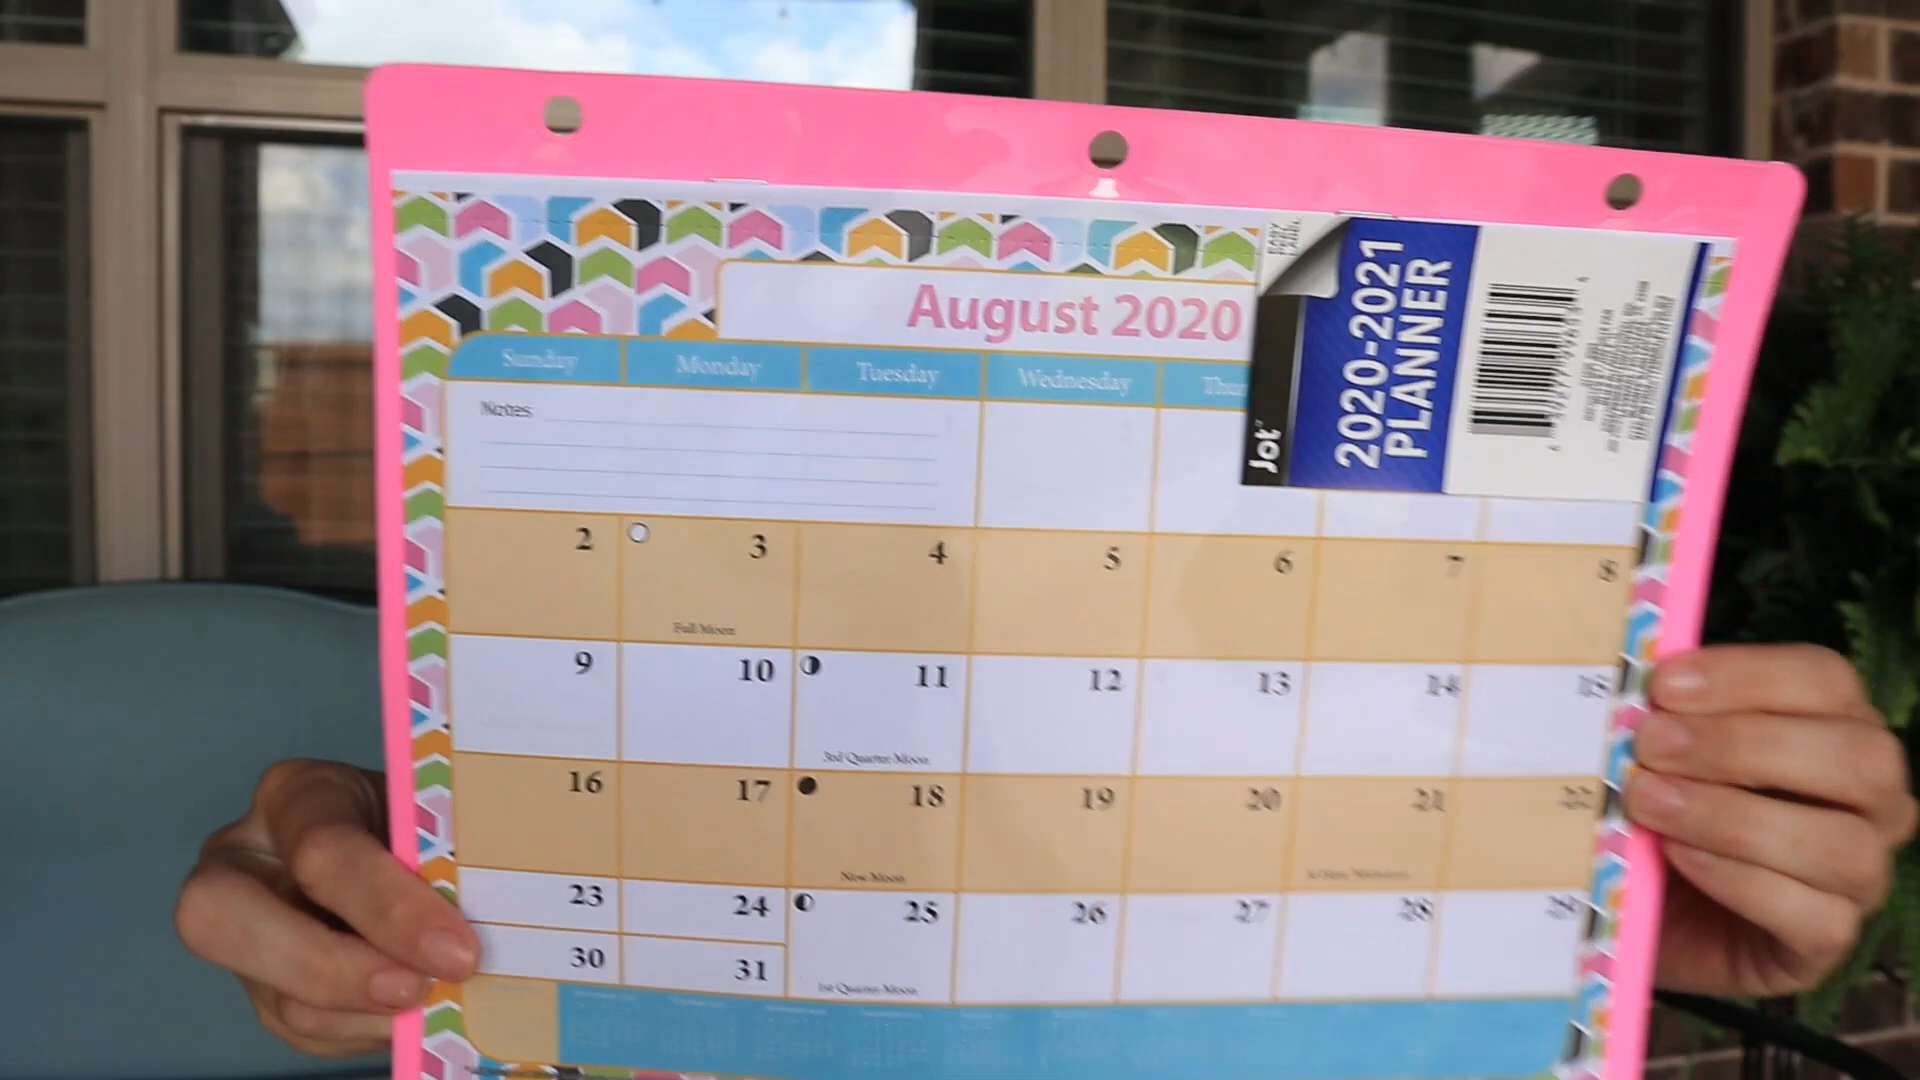 August 2020
Jot
2020-2021
PLANNER
Sunday Monday Tuesday Wednesday Thur
Notes
2 3 4 5 6 7 8
Full Moon
9 10 11 12 13 14 15
3rd Quarter Moon
16 17 18 19 20 21 22
New Moon
23 24 25 26 27 28 29
30 31
1st Quarter Moon